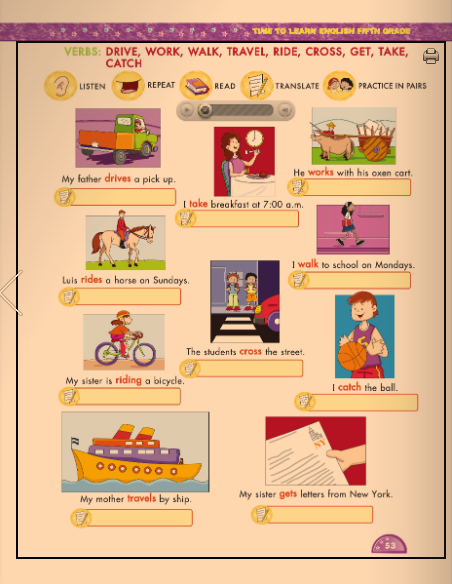 TIME TO LEARN ENGLISH FIFTH GRADE
VERBS: DRIVE, WORK, WALK, TRAVEL, RIDE, CROSS, GET, TAKE,
CATCH
LISTEN REPEAT READ TRANSLATE PRACTICE IN PAIRS
My father drives a pick up.
I take breakfast at 7:00 a.m.
He works with his oxen cart.
Luis rides a horse on Sundays.
I walk to school on Mondays.
The students cross the street.
My sister is riding a bicycle.
I catch the ball.
My mother travels by ship.
My sister gets letters from New York.
53